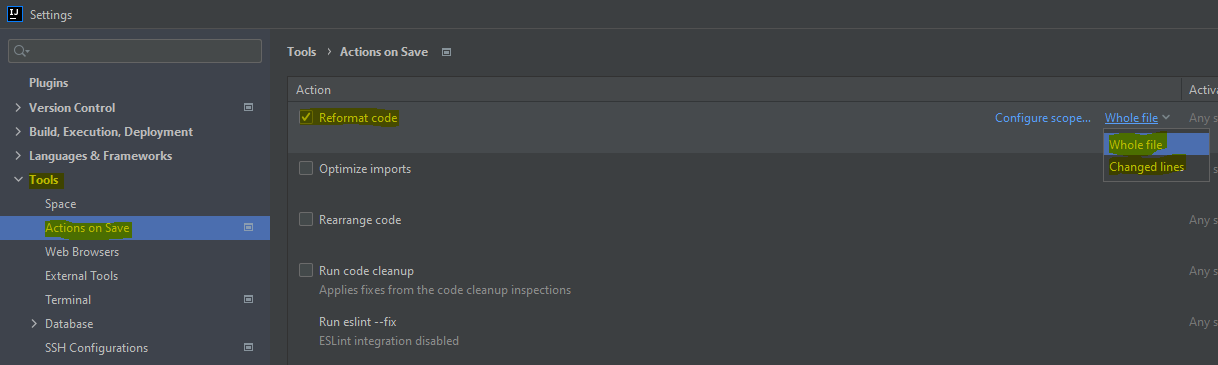 IJ
Settings
Plugins
Version Control
Build, Execution, Deployment
Languages & Frameworks
Tools
Space
Actions on Save
Web Browsers
External Tools
Terminal
Database
SSH Configurations
Tools › Actions on Save
Action Activa
Reformat code Configure scope... Whole file Any s
Whole file
Changed lines
Optimize imports s
Rearrange code Any s
Run code cleanup Any s
Applies fixes from the code cleanup inspections
Run eslint --fix Any s
ESLint integration disabled